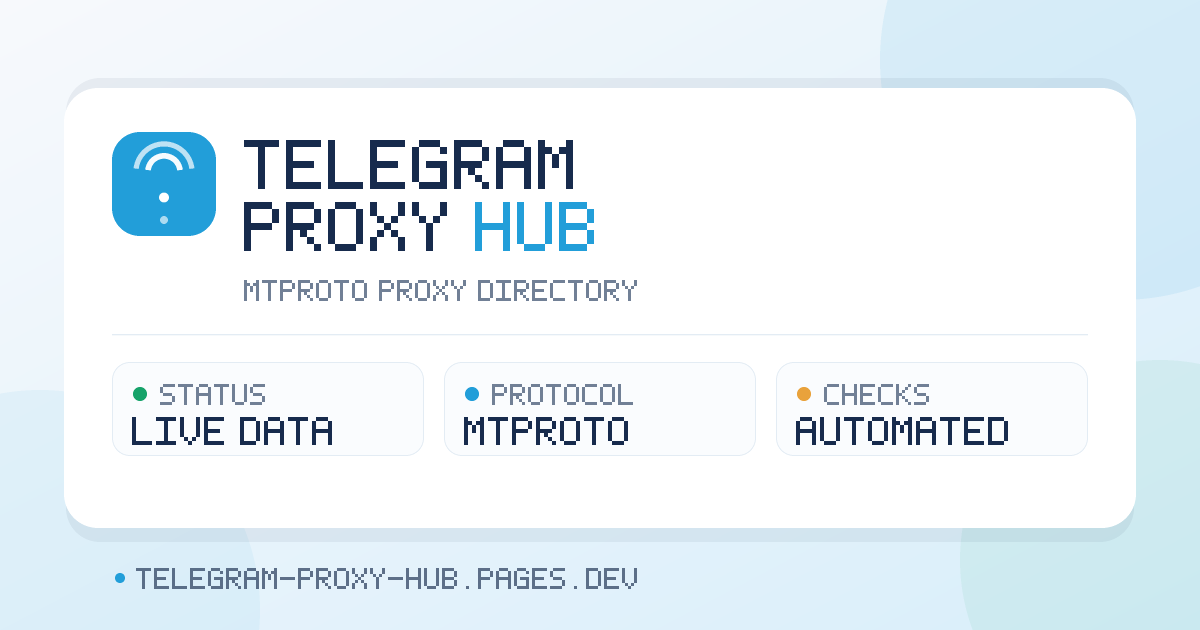 TELEGRAM
PROXY HUB
MTPROTO PROXY DIRECTORY
STATUS
LIVE DATA
PROTOCOL
MTPROTO
CHECKS
AUTOMATED
TELEGRAM-PROXY-HUB.PAGES.DEV